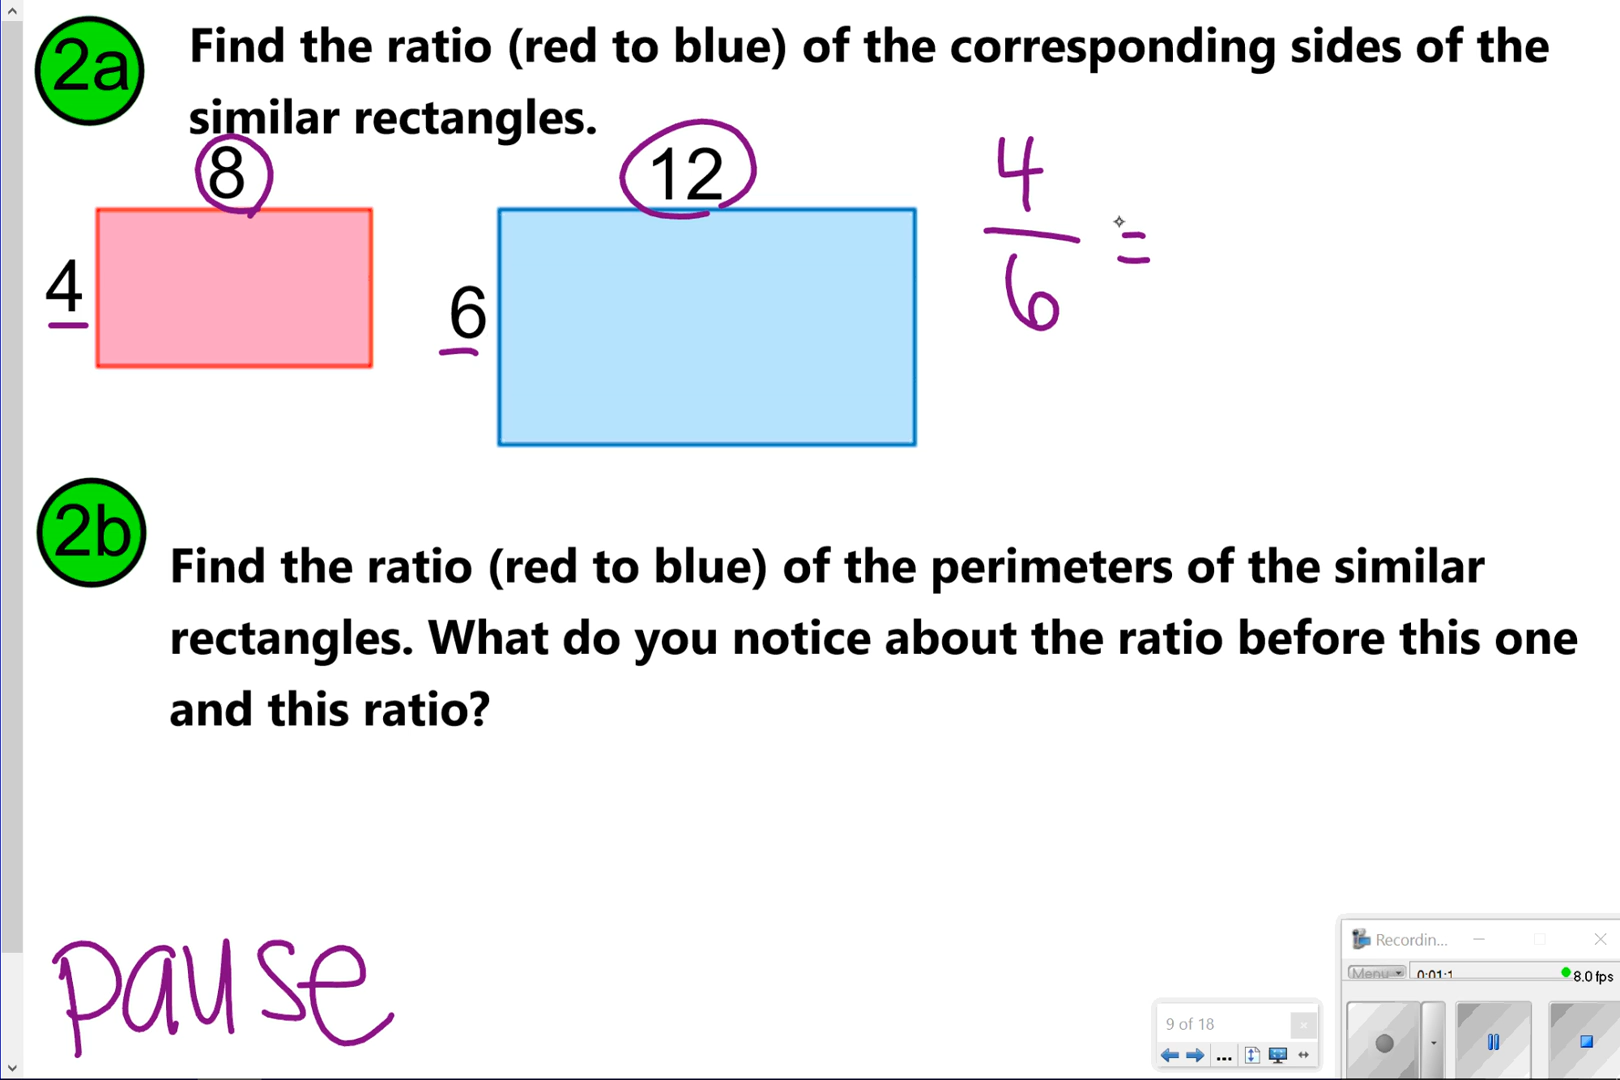 2a
Find the ratio (red to blue) of the corresponding sides of the
similar rectangles.
8
12
4
6
4
6
=
2b
Find the ratio (red to blue) of the perimeters of the similar
rectangles. What do you notice about the ratio before this one
and this ratio?
pause
Recordin...
Menu
0:01:1
8.0 fps
9 of 18
...